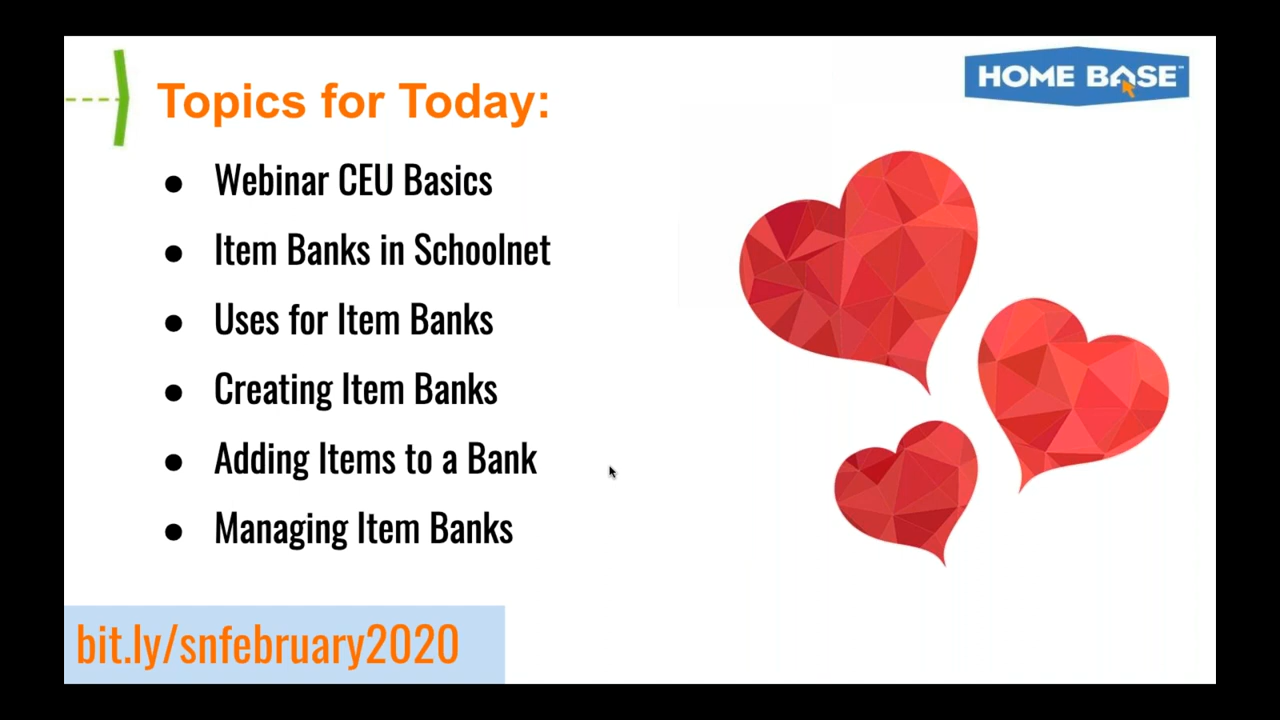 Topics for Today:
HOME BASE™
● Webinar CEU Basics
● Item Banks in Schoolnet
● Uses for Item Banks
● Creating Item Banks
● Adding Items to a Bank
● Managing Item Banks
bit.ly/snfebruary2020